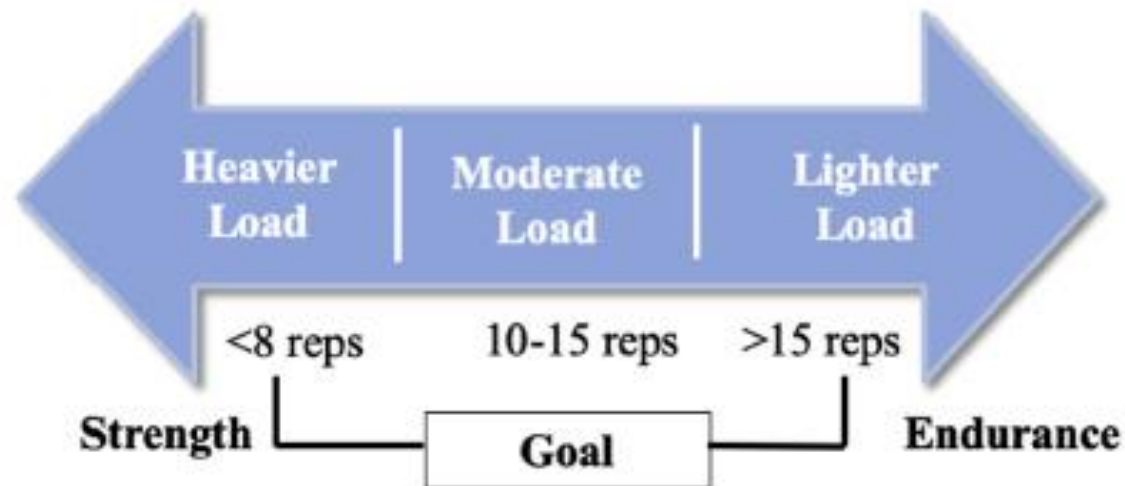 Heavier
Load
Moderate
Load
Lighter
Load
<8 reps
10-15 reps
>15 reps
Strength
Goal
Endurance